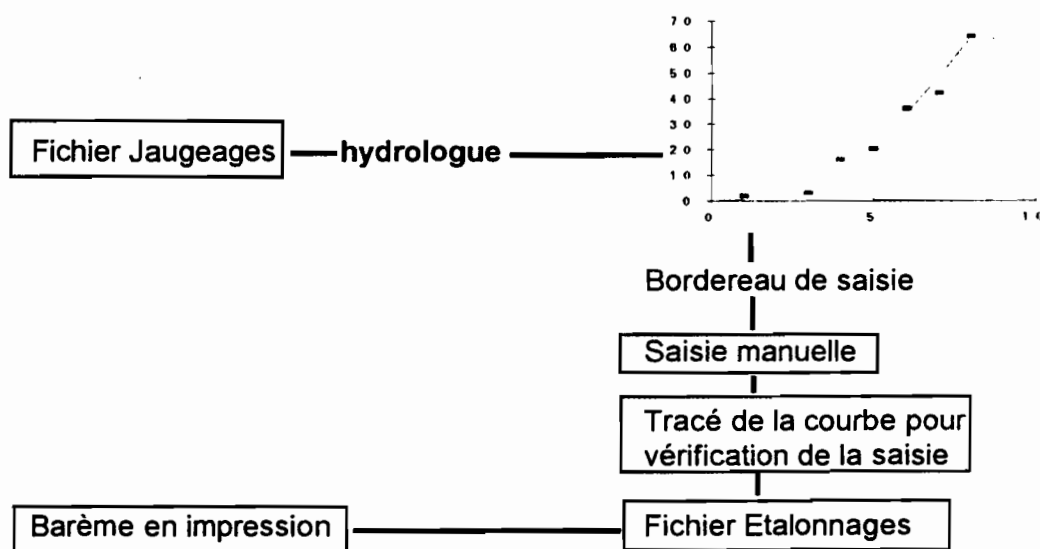 70
60
50
40
30
20
10
0
0 5 10
Fichier Jaugeages hydrologue
Bordereau de saisie
Saisie manuelle
Tracé de la courbe pour
vérification de la saisie
Barème en impression Fichier Etalonnages